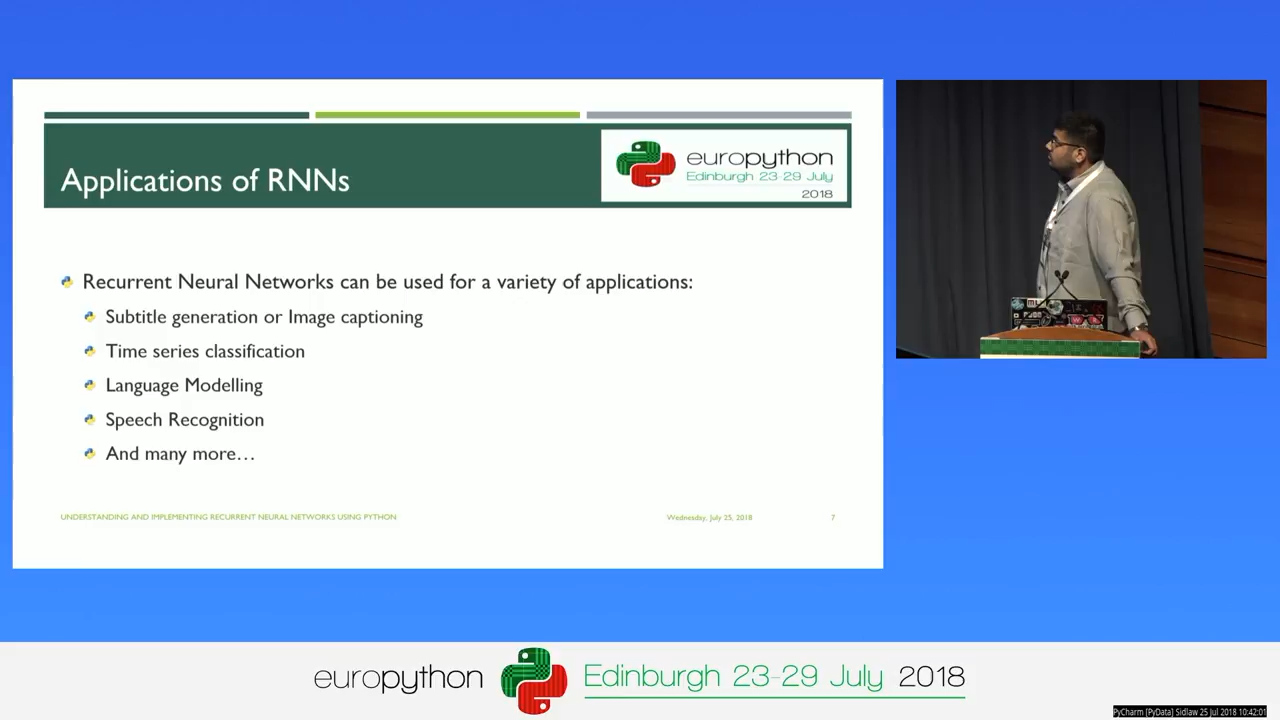 Applications of RNNs
europython
Edinburgh 23-29 July
2018
Recurrent Neural Networks can be used for a variety of applications:
Subtitle generation or Image captioning
Time series classification
Language Modelling
Speech Recognition
And many more…
UNDERSTANDING AND IMPLEMENTING RECURRENT NEURAL NETWORKS USING PYTHON
Wednesday, July 25, 2018
7
europython Edinburgh 23-29 July 2018
PyCharm [PyData] Sidlaw 25 Jul 2018 10:42:01